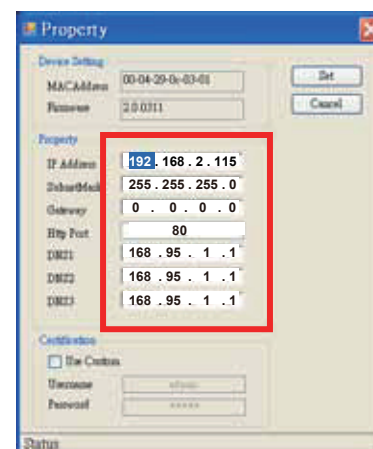 Property
Device Setting
MAC Address 00-04-29-0c-03-01
Set
Firmware 2.0.0311
Cancel
Property
IP Address 192 . 168 . 2 . 115
SubnetMask 255 . 255 . 255 . 0
Gateway 0 . 0 . 0 . 0
Http Port 80
DNS1 168 . 95 . 1 . 1
DNS2 168 . 95 . 1 . 1
DNS3 168 . 95 . 1 . 1
Certification
Use Custom
Username
Password *****
Status